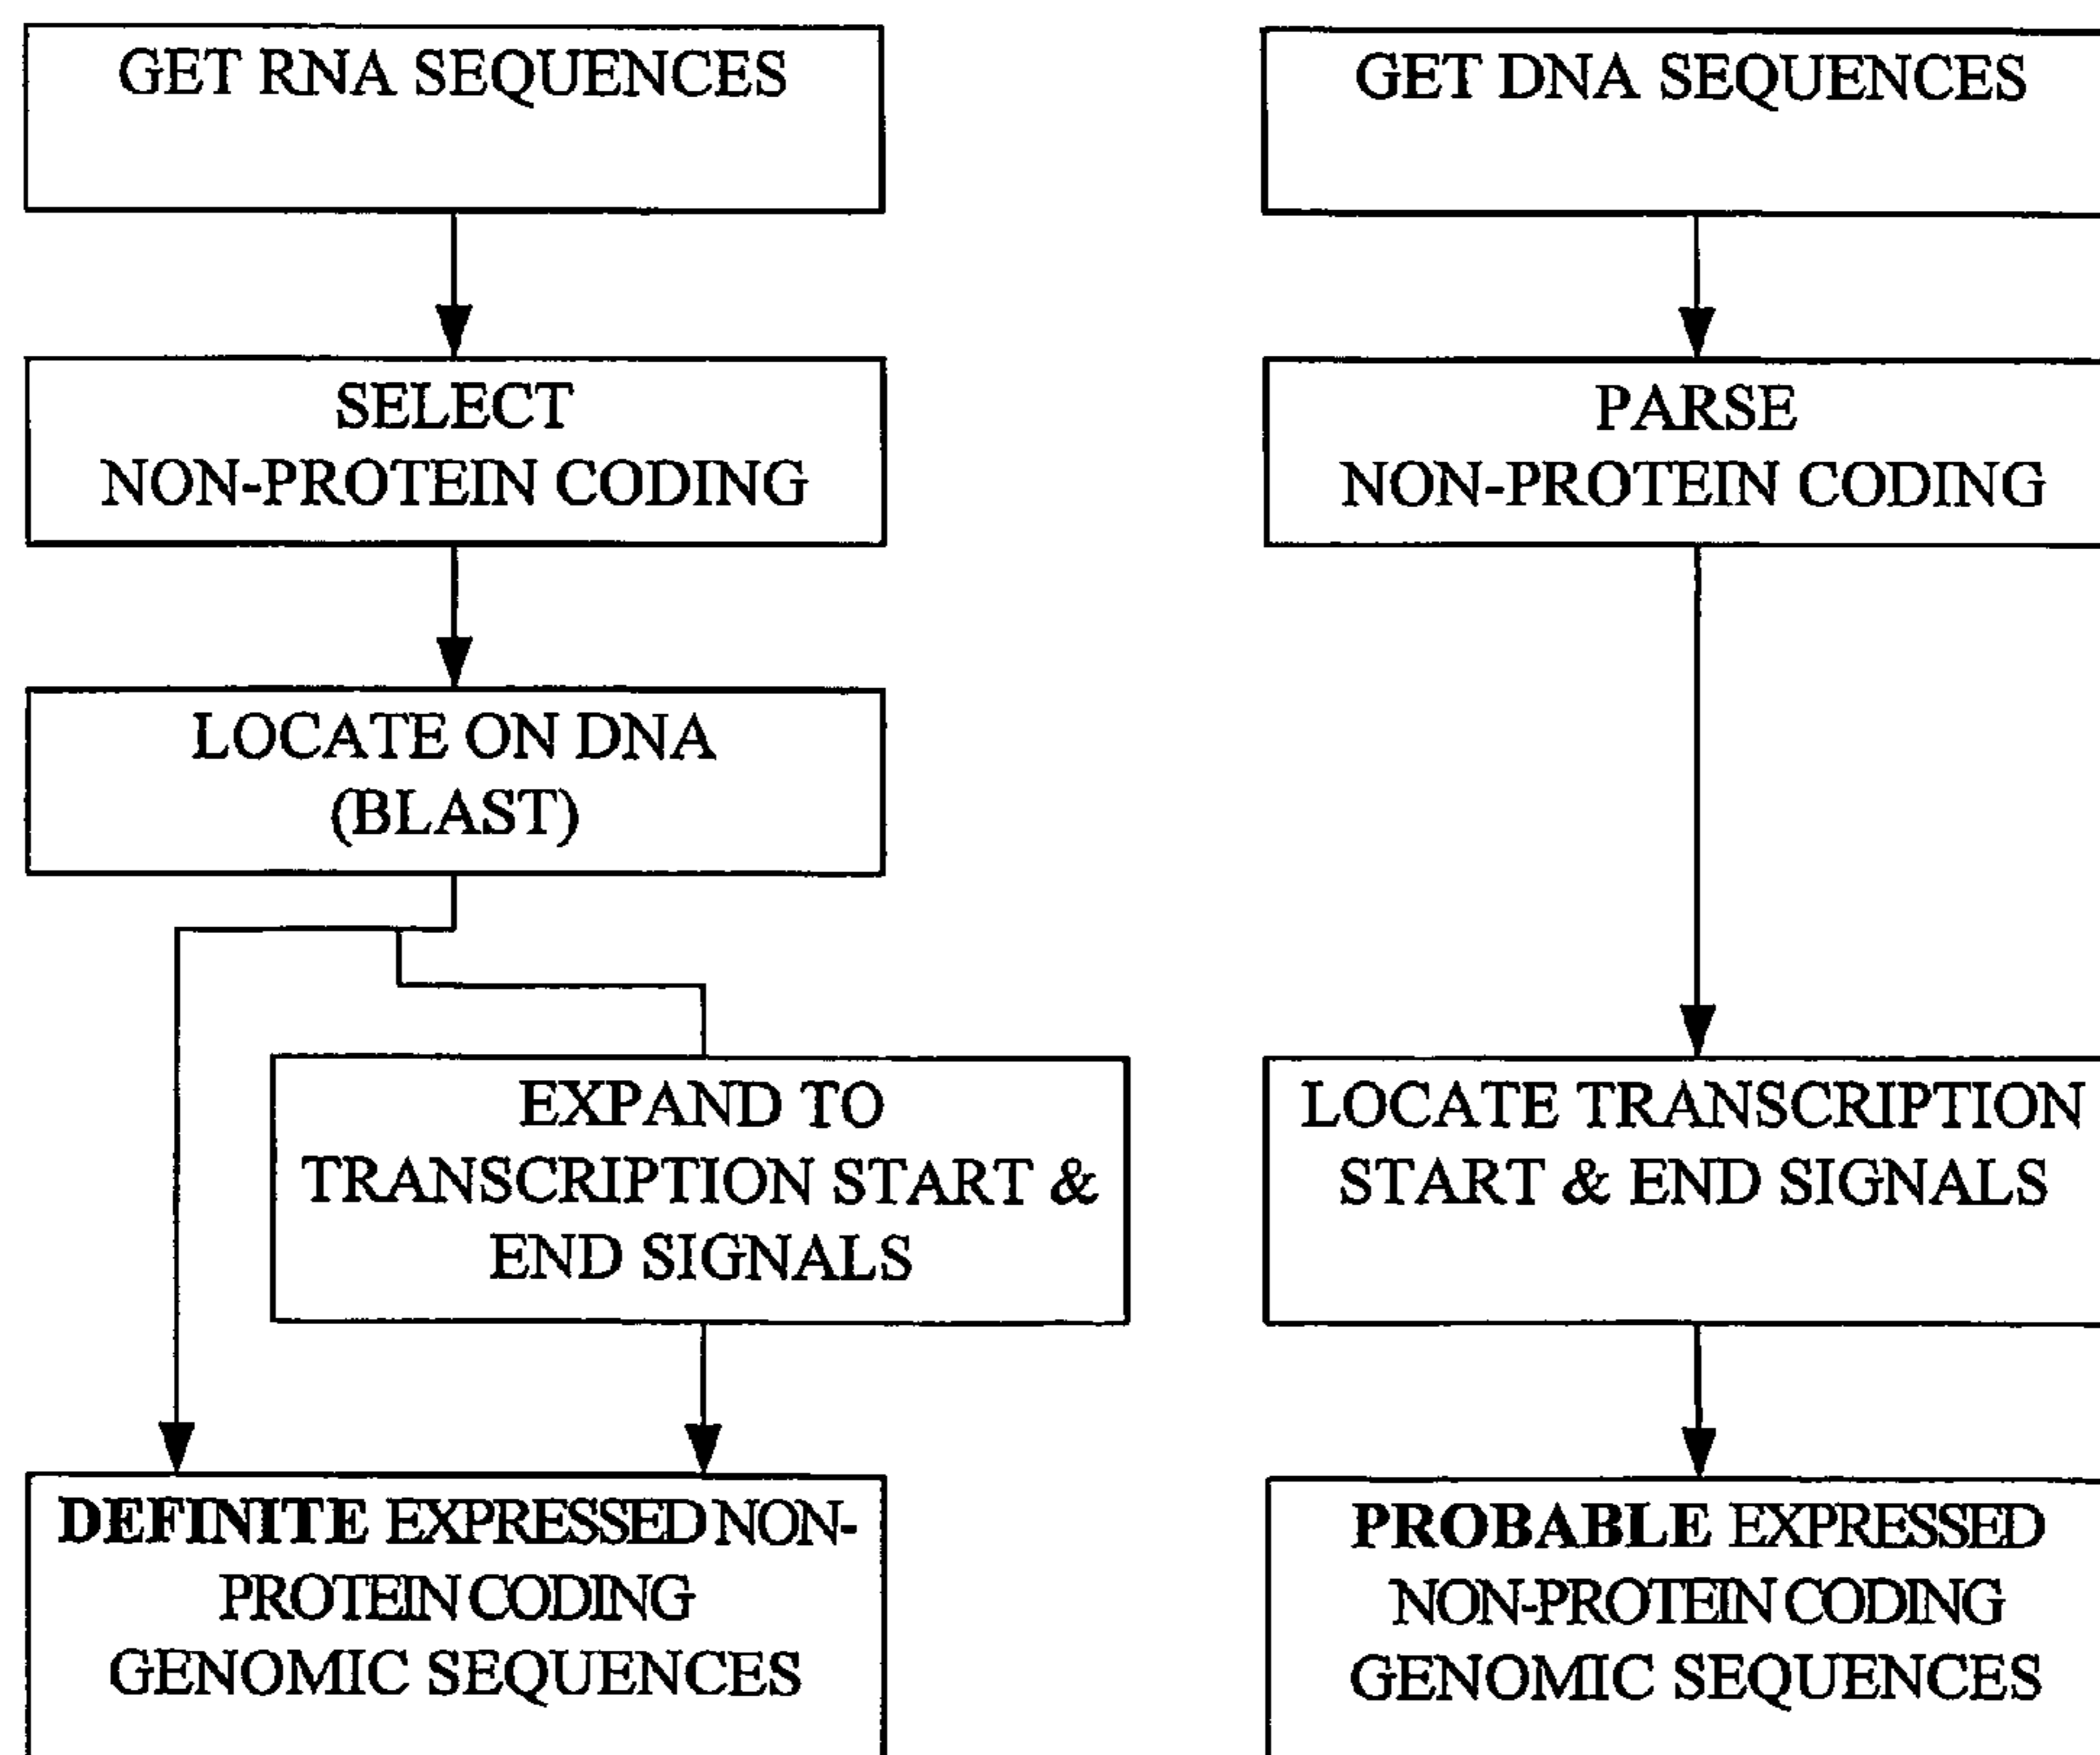 GET RNA SEQUENCES
SELECT
NON-PROTEIN CODING
LOCATE ON DNA
(BLAST)
EXPAND TO
TRANSCRIPTION START &
END SIGNALS
DEFINITE EXPRESSED NON-
PROTEIN CODING
GENOMIC SEQUENCES
GET DNA SEQUENCES
PARSE
NON-PROTEIN CODING
LOCATE TRANSCRIPTION
START & END SIGNALS
PROBABLE EXPRESSED
NON-PROTEIN CODING
GENOMIC SEQUENCES